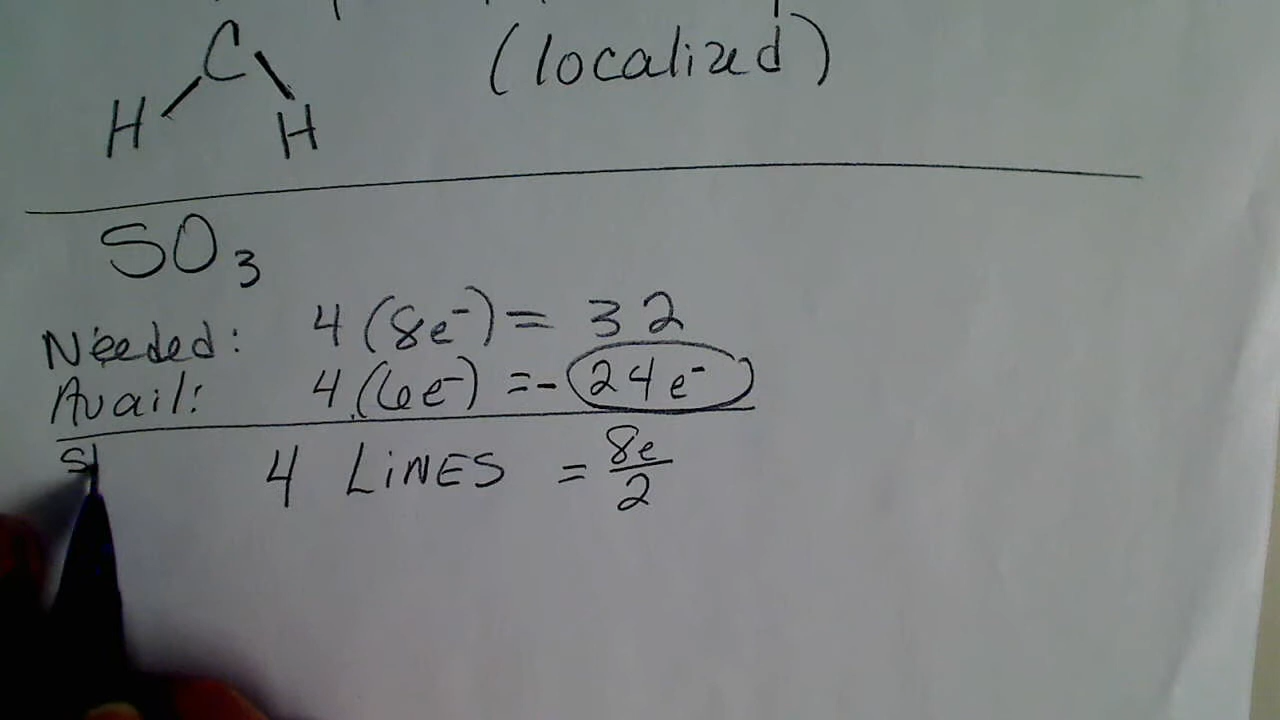 C
(localized)
H H
SO3
Needed: 4(8e⁻) = 32
Avail: 4(6e⁻) = - 24e⁻
4 LiNES = 8e/2